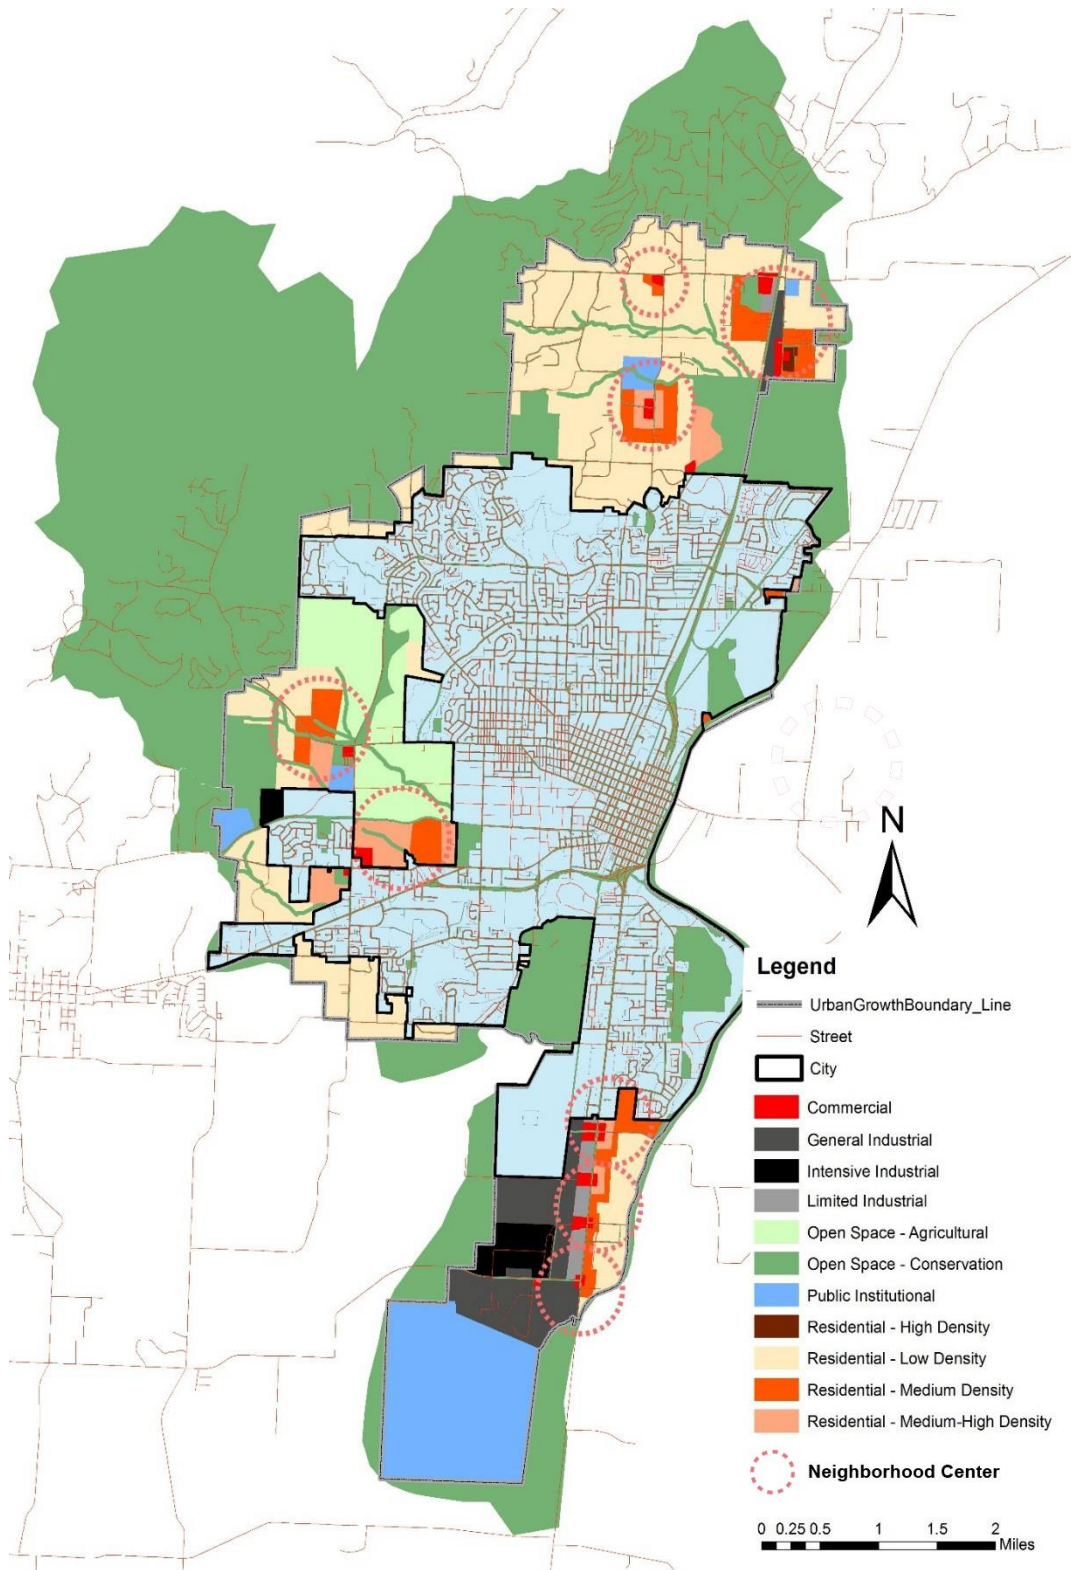 N
Legend
UrbanGrowthBoundary_Line
Street
City
Commercial
General Industrial
Intensive Industrial
Limited Industrial
Open Space - Agricultural
Open Space - Conservation
Public Institutional
Residential - High Density
Residential - Low Density
Residential - Medium Density
Residential - Medium-High Density
Neighborhood Center
0 0.25 0.5 1 1.5 2
Miles